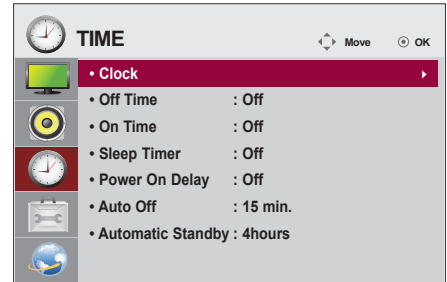 TIME
Move
OK
• Clock
• Off Time : Off
• On Time : Off
• Sleep Timer : Off
• Power On Delay : Off
• Auto Off : 15 min.
• Automatic Standby : 4hours